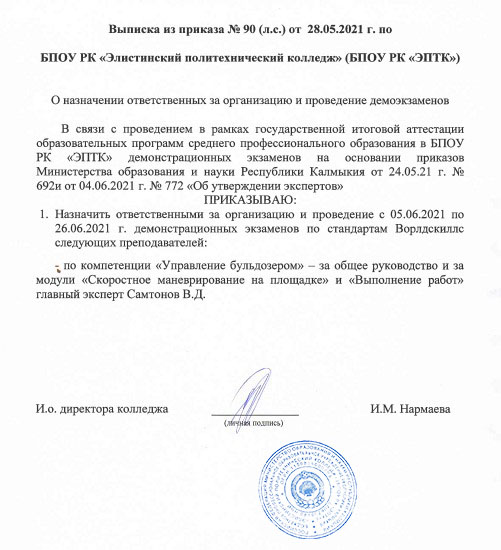 Выписка из приказа № 90 (л.с.) от 28.05.2021 г. по
БПОУ РК «Элистинский политехнический колледж» (БПОУ РК «ЭПТК»)
О назначении ответственных за организацию и проведение демоэкзаменов
В связи с проведением в рамках государственной итоговой аттестации
образовательных программ среднего профессионального образования в БПОУ
РК «ЭПТК» демонстрационных экзаменов на основании приказов
Министерства образования и науки Республики Калмыкия от 24.05.21 г. №
692и от 04.06.2021 г. № 772 «Об утверждении экспертов»
ПРИКАЗЫВАЮ:
1. Назначить ответственными за организацию и проведение с 05.06.2021 по
26.06.2021 г. демонстрационных экзаменов по стандартам Ворлдскиллс
следующих преподавателей:
- по компетенции «Управление бульдозером» – за общее руководство и за
модули «Скоростное маневрирование на площадке» и «Выполнение работ»
главный эксперт Самтонов В.Д.
И.о. директора колледжа И.М. Нармаева
(личная подпись)